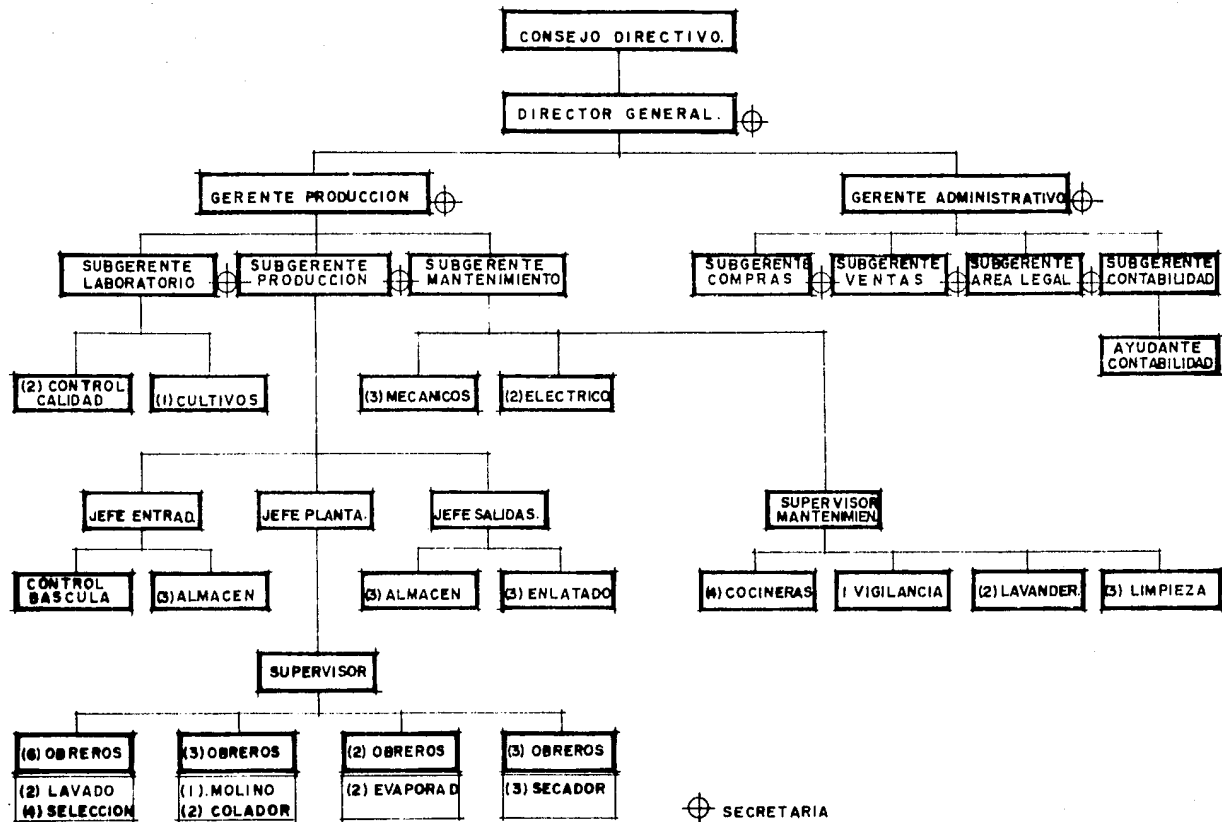 CONSEJO DIRECTIVO.
DIRECTOR GENERAL.
GERENTE PRODUCCION
GERENTE ADMINISTRATIVO
SUBGERENTE
LABORATORIO
SUBGERENTE
PRODUCCION
SUBGERENTE
MANTENIMIENTO
SUBGERENTE
COMPRAS
SUBGERENTE
VENTAS
SUBGERENTE
AREA LEGAL
SUBGERENTE
CONTABILIDAD
AYUDANTE
CONTABILIDAD
(2) CONTROL
CALIDAD
(1) CULTIVOS
(3) MECANICOS
(2) ELECTRICO
JEFE ENTRAD.
JEFE PLANTA.
JEFE SALIDAS.
SUPERVISOR
MANTENIMIEN.
CONTROL
BASCULA
(3) ALMACEN
(3) ALMACEN
(3) ENLATADO
(4) COCINERAS
1 VIGILANCIA
(2) LAVANDER.
(3) LIMPIEZA
SUPERVISOR
(6) OBREROS
(2) LAVADO
(4) SELECCION
(3) OBREROS
(1). MOLINO
(2) COLADOR
(2) OBREROS
(2) EVAPORAD
(3) OBREROS
(3) SECADOR
SECRETARIA